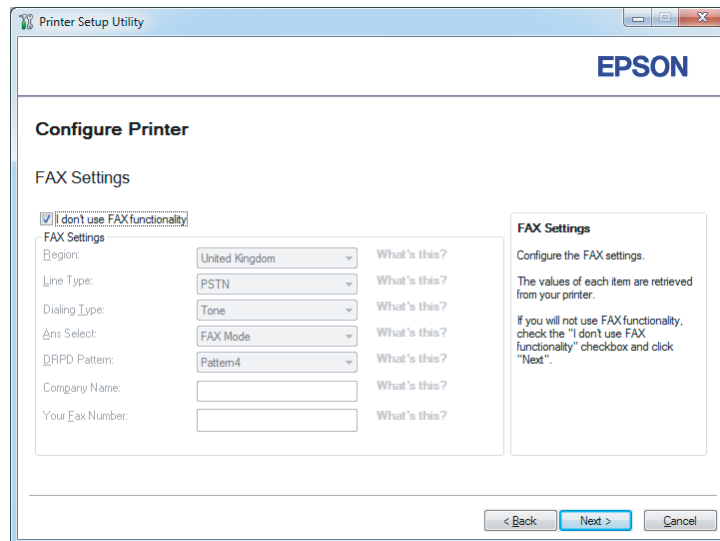 Printer Setup Utility
EPSON
Configure Printer
FAX Settings
I don't use FAX functionality
FAX Settings
Region: United Kingdom What's this?
Line Type: PSTN What's this?
Dialing Type: Tone What's this?
Ans Select: FAX Mode What's this?
DRPD Pattern: Pattern4 What's this?
Company Name: What's this?
Your Fax Number: What's this?
FAX Settings
Configure the FAX settings.
The values of each item are retrieved
from your printer.
If you will not use FAX functionality,
check the "I don't use FAX
functionality" checkbox and click
"Next".
< Back Next > Cancel